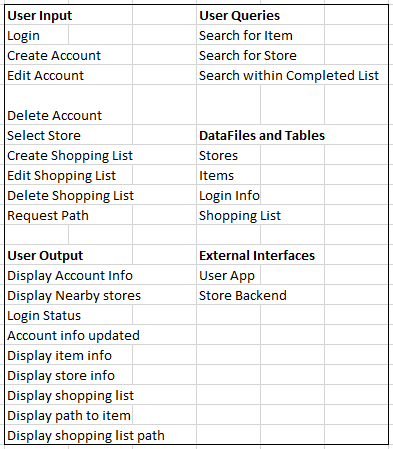 User Input User Queries
Login Search for Item
Create Account Search for Store
Edit Account Search within Completed List
Delete Account
Select Store DataFiles and Tables
Create Shopping List Stores
Edit Shopping List Items
Delete Shopping List Login Info
Request Path Shopping List
User Output External Interfaces
Display Account Info User App
Display Nearby stores Store Backend
Login Status
Account info updated
Display item info
Display store info
Display shopping list
Display path to item
Display shopping list path